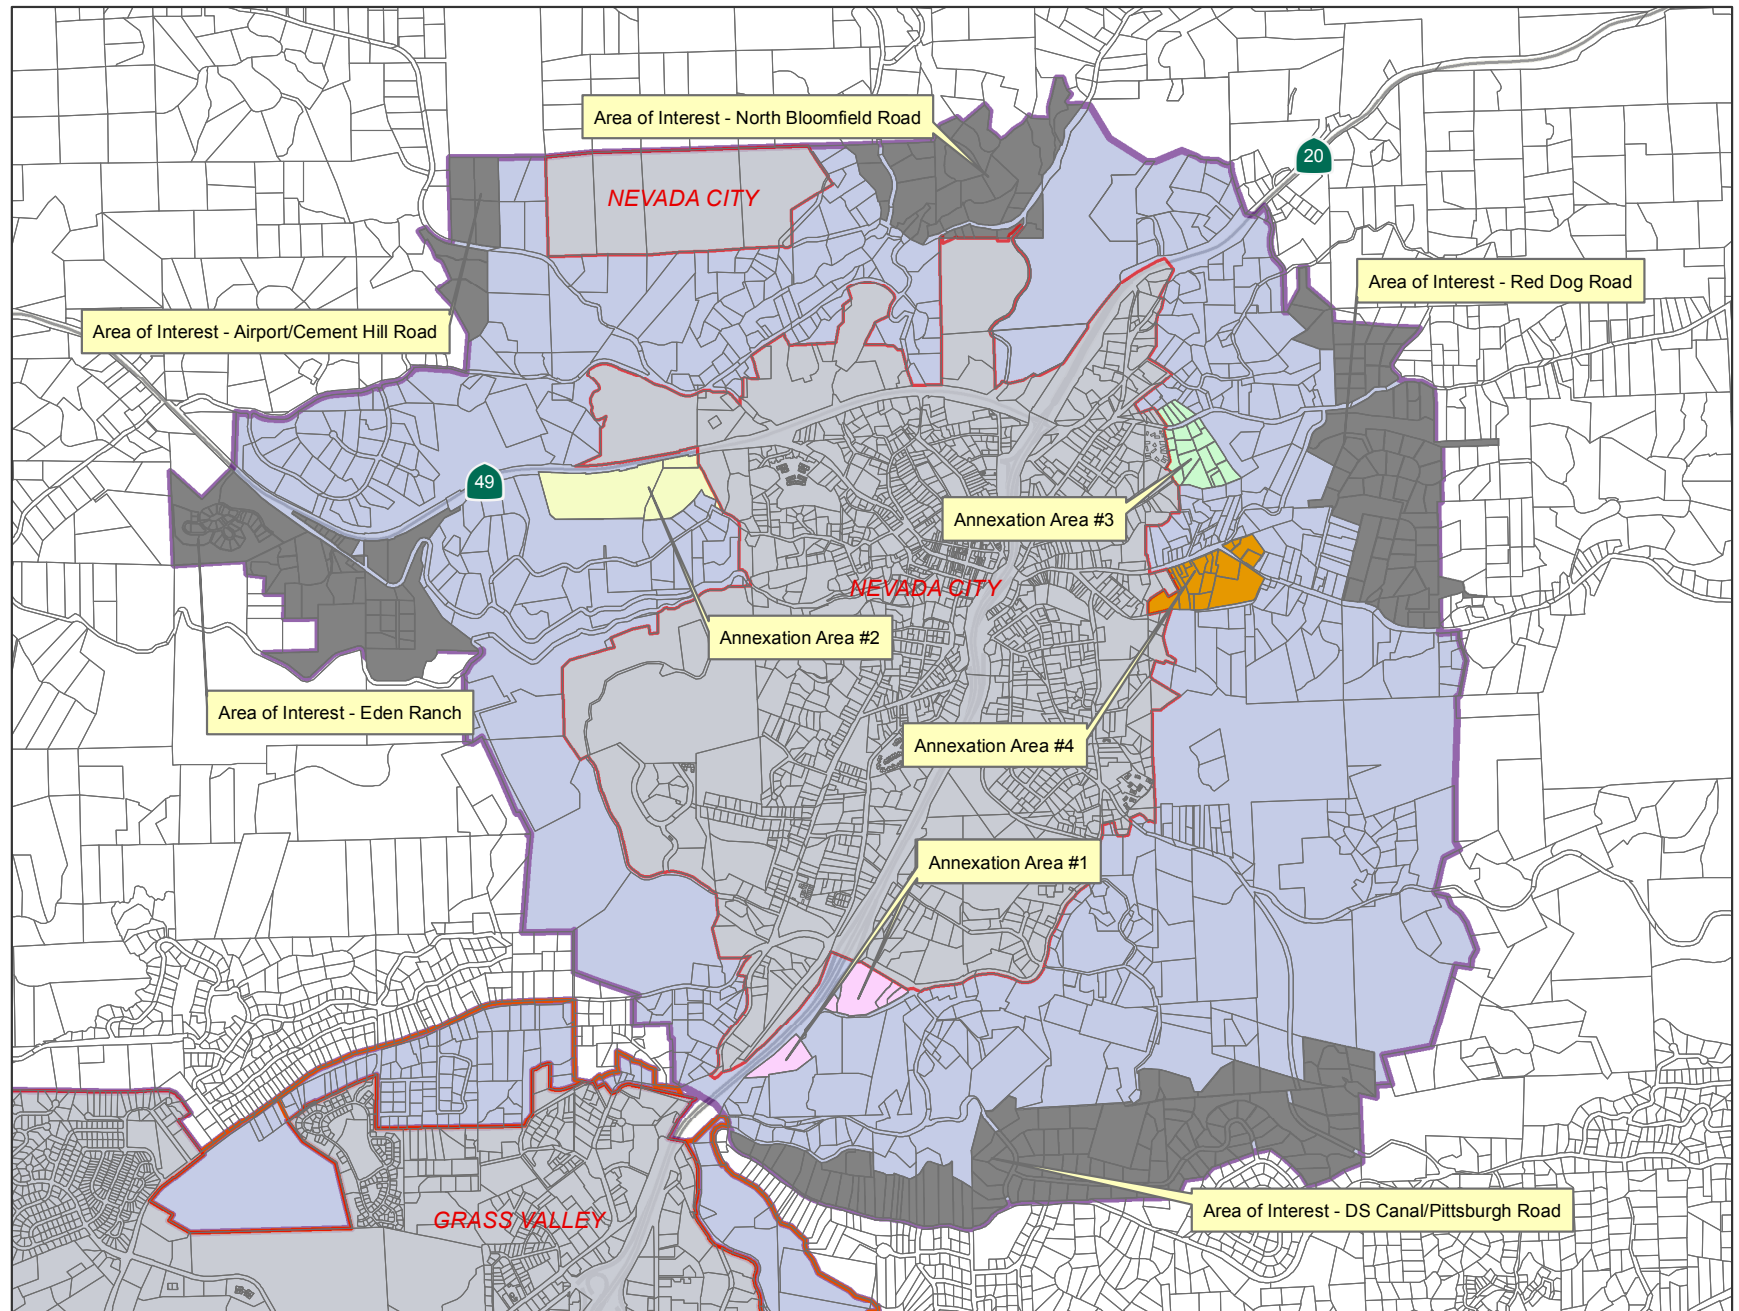 Area of Interest - North Bloomfield Road
20
NEVADA CITY
Area of Interest - Red Dog Road
Area of Interest - Airport/Cement Hill Road
49
Annexation Area #3
NEVADA CITY
Annexation Area #2
Area of Interest - Eden Ranch
Annexation Area #4
Annexation Area #1
Area of Interest - DS Canal/Pittsburgh Road
GRASS VALLEY